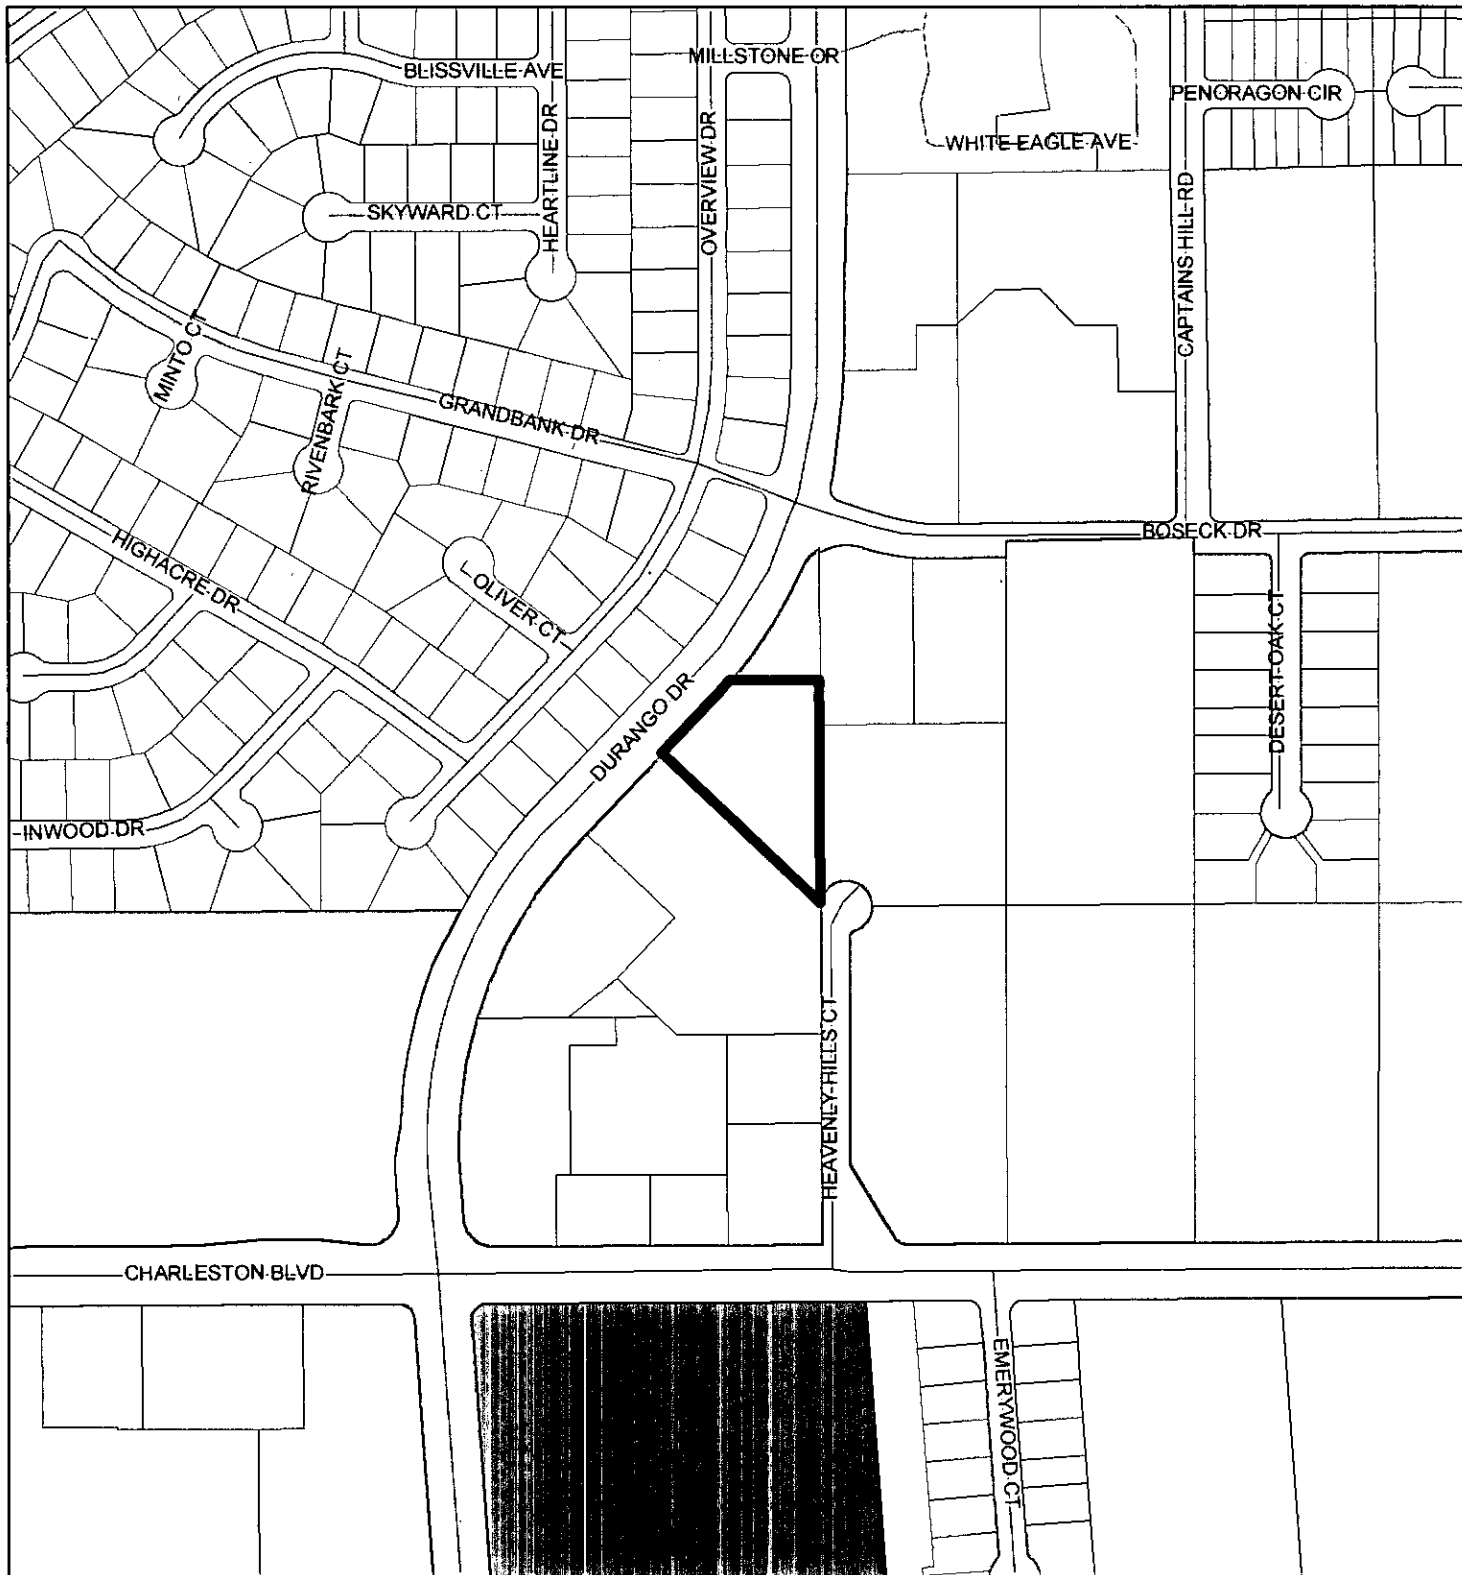 BLISSVILLE AVE
MILLSTONE OR
PENORAGON CIR
WHITE EAGLE AVE
HEARTLINE DR
OVERVIEW DR
SKYWARD CT
CAPTAINS HILL RD
MINTO CT
RIVENBARK CT
GRANDBANK DR
HIGHACRE DR
OLIVER CT
BOSECK DR
DESERT OAK CT
DURANGO DR
INWOOD DR
HEAVENLY HILLS CT
CHARLESTON BLVD
EMERYWOOD CT